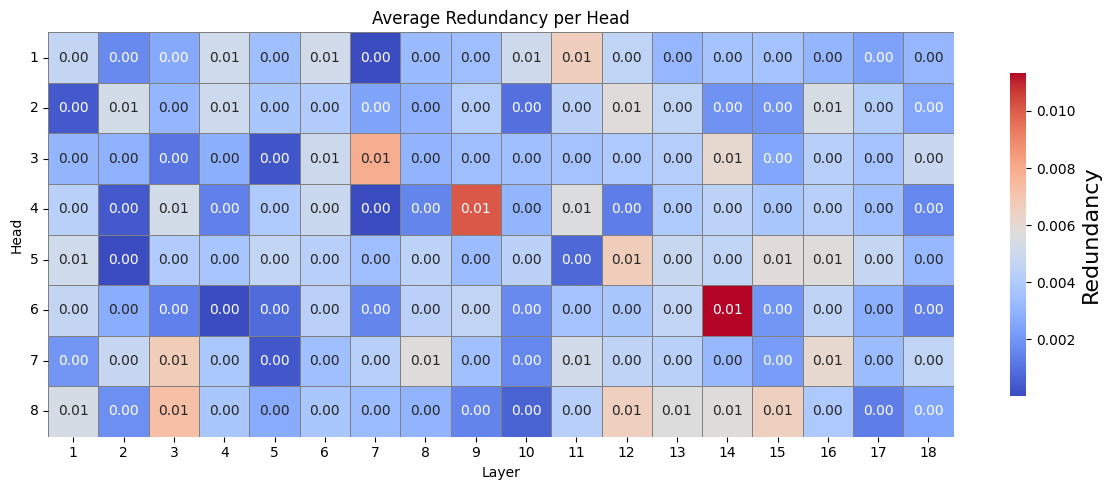 Average Redundancy per Head
1 0.00 0.00 0.00 0.01 0.00 0.01 0.00 0.00 0.00 0.01 0.01 0.00 0.00 0.00 0.00 0.00 0.00 0.00
2 0.00 0.01 0.00 0.01 0.00 0.00 0.00 0.00 0.00 0.00 0.00 0.01 0.00 0.00 0.00 0.01 0.00 0.00
3 0.00 0.00 0.00 0.00 0.00 0.01 0.01 0.00 0.00 0.00 0.00 0.00 0.00 0.01 0.00 0.00 0.00 0.00
4 0.00 0.00 0.01 0.00 0.00 0.00 0.00 0.00 0.01 0.00 0.01 0.00 0.00 0.00 0.00 0.00 0.00 0.00
5 0.01 0.00 0.00 0.00 0.00 0.00 0.00 0.00 0.00 0.00 0.00 0.01 0.00 0.00 0.01 0.01 0.00 0.00
6 0.00 0.00 0.00 0.00 0.00 0.00 0.00 0.00 0.00 0.00 0.00 0.00 0.00 0.01 0.00 0.00 0.00 0.00
7 0.00 0.00 0.01 0.00 0.00 0.00 0.00 0.01 0.00 0.00 0.01 0.00 0.00 0.00 0.00 0.01 0.00 0.00
8 0.01 0.00 0.01 0.00 0.00 0.00 0.00 0.00 0.00 0.00 0.00 0.01 0.01 0.01 0.01 0.00 0.00 0.00
Head
1 2 3 4 5 6 7 8 9 10 11 12 13 14 15 16 17 18
Layer
0.010
0.008
0.006
0.004
0.002
Redundancy